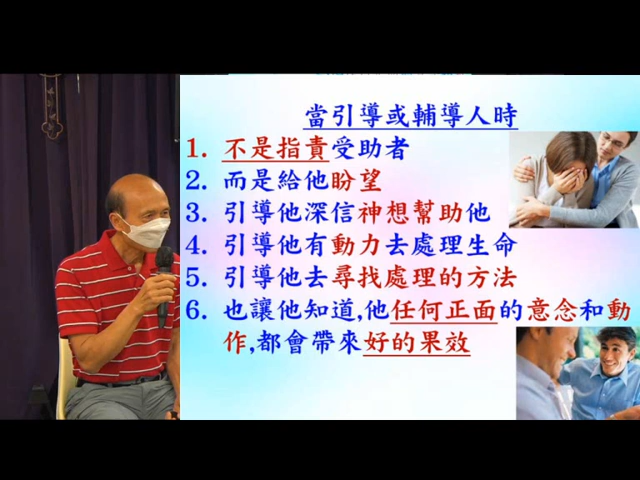 當引導或輔導人時
1. 不是指責受助者
2. 而是給他盼望
3. 引導他深信神想幫助他
4. 引導他有動力去處理生命
5. 引導他去尋找處理的方法
6. 也讓他知道,他任何正面的意念和動
作,都會帶來好的果效